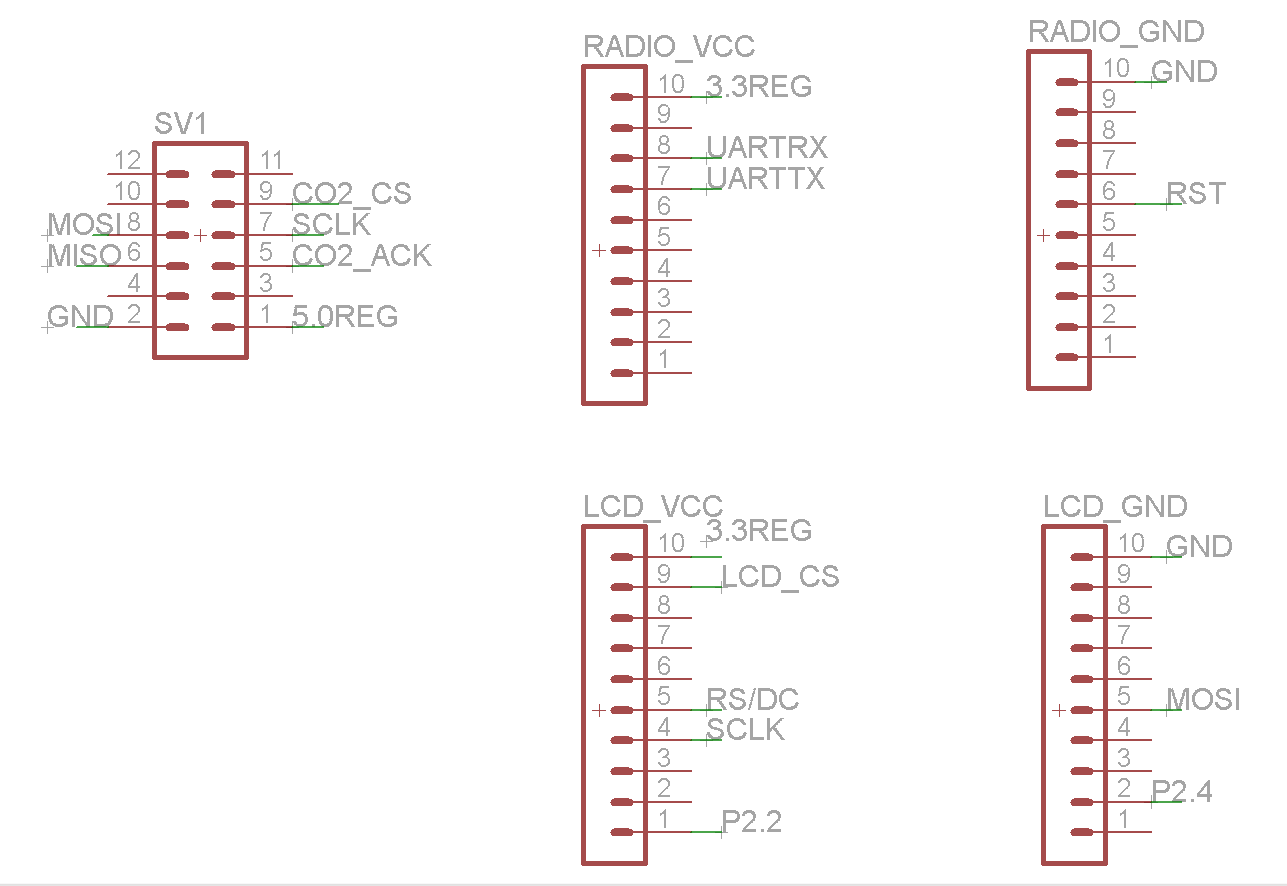 SV1
12 11
10 9 CO2_CS
MOSI 8 7 SCLK
MISO 6 5 CO2_ACK
4 3
GND 2 1 5.0REG
RADIO_VCC
10 3.3REG
9
8 UARTRX
7 UARTTX
6
5
4
3
2
1
RADIO_GND
10 GND
9
8
7
6 RST
5
4
3
2
1
LCD_VCC
10 3.3REG
9 LCD_CS
8
7
6
5 RS/DC
4 SCLK
3
2
1 P2.2
LCD_GND
10 GND
9
8
7
6
5 MOSI
4
3
2 P2.4
1